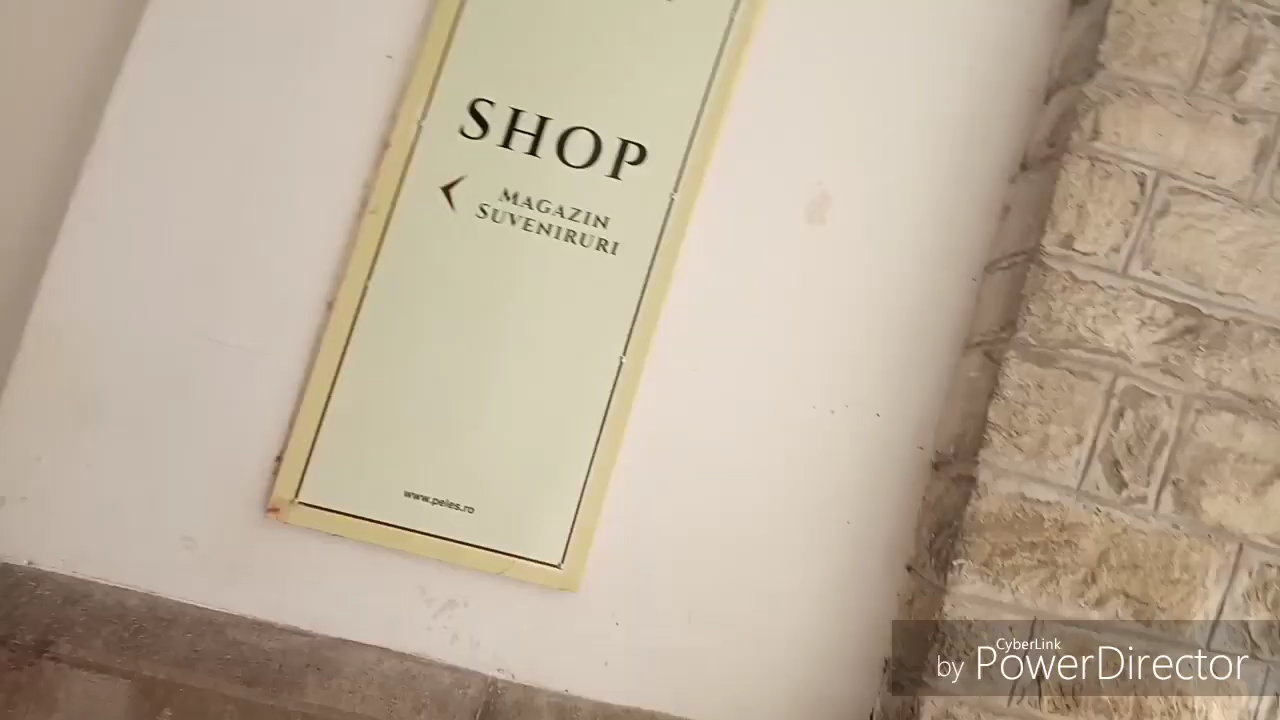 SHOP
MAGAZIN
SUVENIRURI
www.peles.ro
CyberLink
by PowerDirector